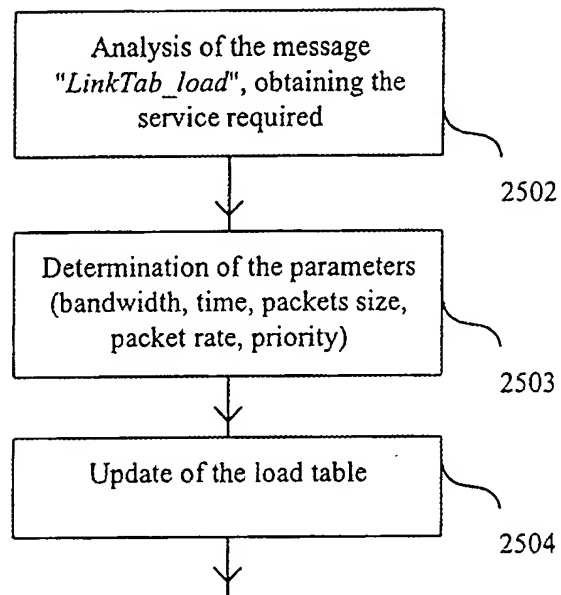 Analysis of the message
"LinkTab_load", obtaining the
service required
2502
Determination of the parameters
(bandwidth, time, packets size,
packet rate, priority)
2503
Update of the load table
2504